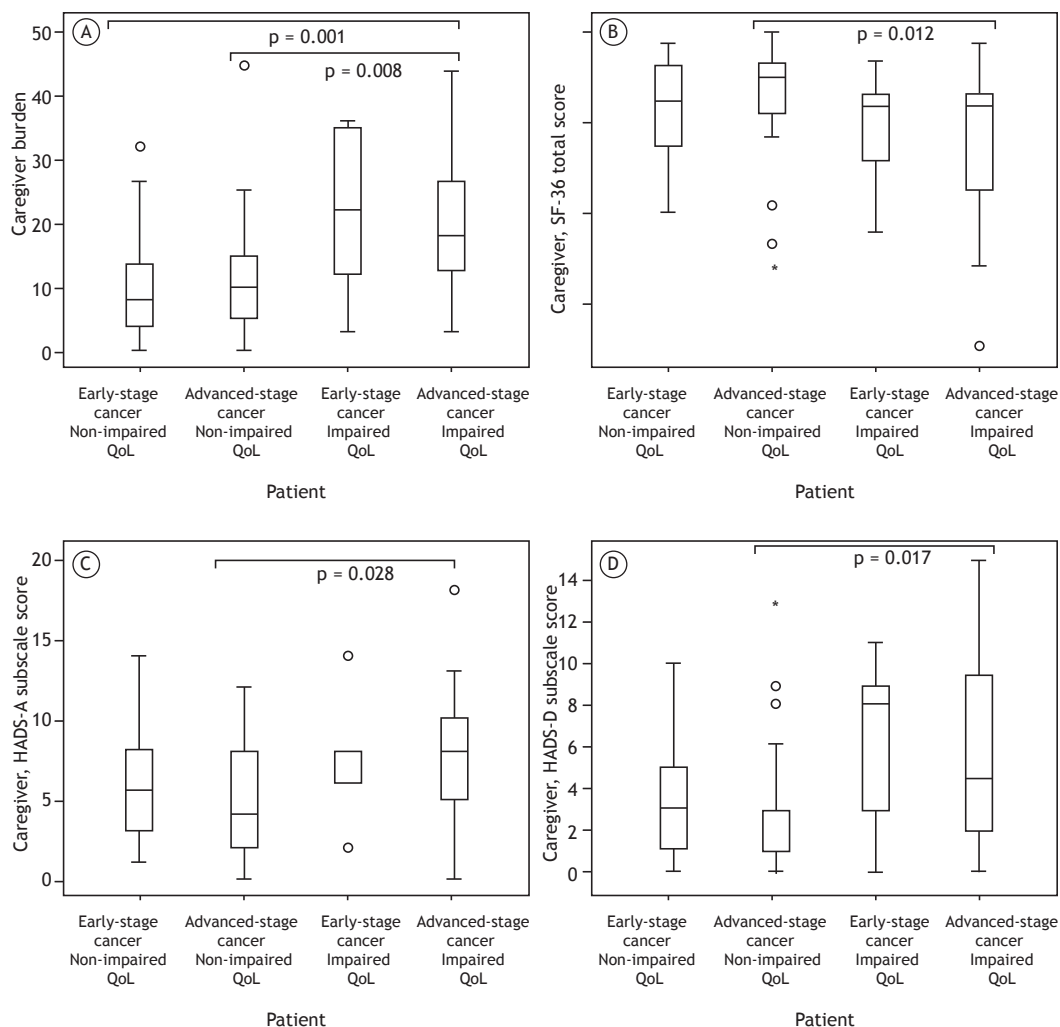 A
p = 0.001
p = 0.008
50
40
30
20
10
0
Caregiver burden
Early-stage
cancer
Non-impaired
QoL
Advanced-stage
cancer
Non-impaired
QoL
Early-stage
cancer
Impaired
QoL
Advanced-stage
cancer
Impaired
QoL
Patient
B
p = 0.012
Caregiver, SF-36 total score
Early-stage
cancer
Non-impaired
QoL
Advanced-stage
cancer
Non-impaired
QoL
Early-stage
cancer
Impaired
QoL
Advanced-stage
cancer
Impaired
QoL
Patient
C
p = 0.028
20
15
10
5
0
Caregiver, HADS-A subscale score
Early-stage
cancer
Non-impaired
QoL
Advanced-stage
cancer
Non-impaired
QoL
Early-stage
cancer
Impaired
QoL
Advanced-stage
cancer
Impaired
QoL
Patient
D
p = 0.017
14
12
10
8
6
4
2
0
Caregiver, HADS-D subscale score
Early-stage
cancer
Non-impaired
QoL
Advanced-stage
cancer
Non-impaired
QoL
Early-stage
cancer
Impaired
QoL
Advanced-stage
cancer
Impaired
QoL
Patient